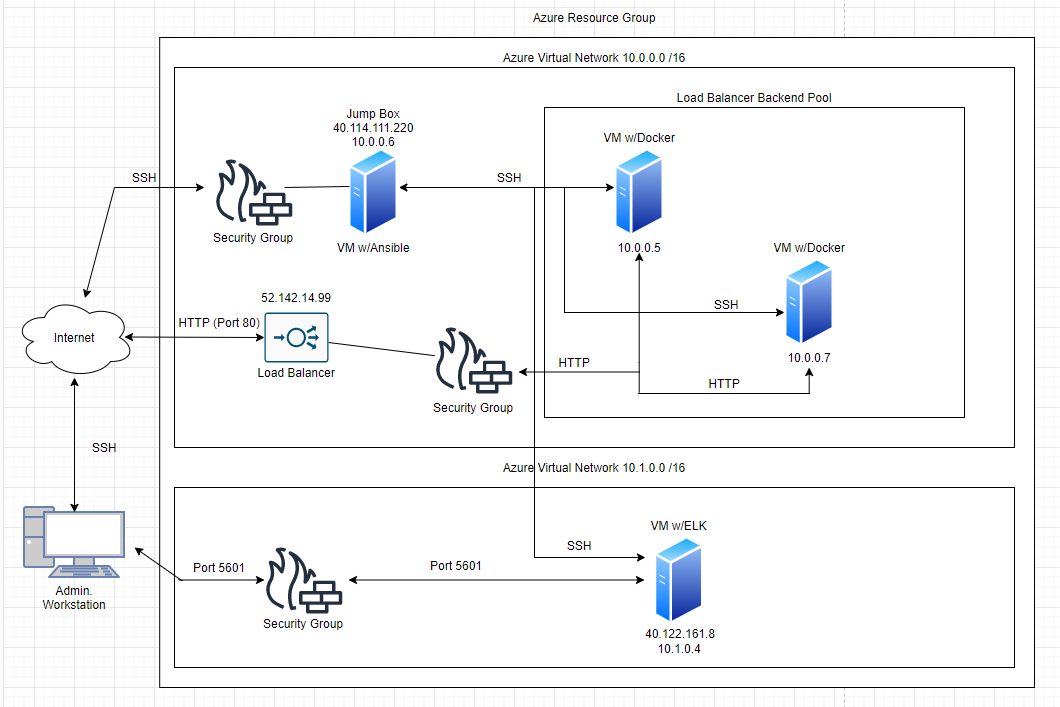 Azure Resource Group
Azure Virtual Network 10.0.0.0 /16
Load Balancer Backend Pool
Jump Box
40.114.111.220
10.0.0.6
VM w/Docker
SSH
SSH
Security Group
VM w/Ansible
10.0.0.5
VM w/Docker
52.142.14.99
SSH
HTTP (Port 80)
Internet
Load Balancer
10.0.0.7
HTTP
HTTP
Security Group
SSH
Azure Virtual Network 10.1.0.0 /16
VM w/ELK
SSH
Port 5601
Port 5601
Admin.
Workstation
Security Group
40.122.161.8
10.1.0.4